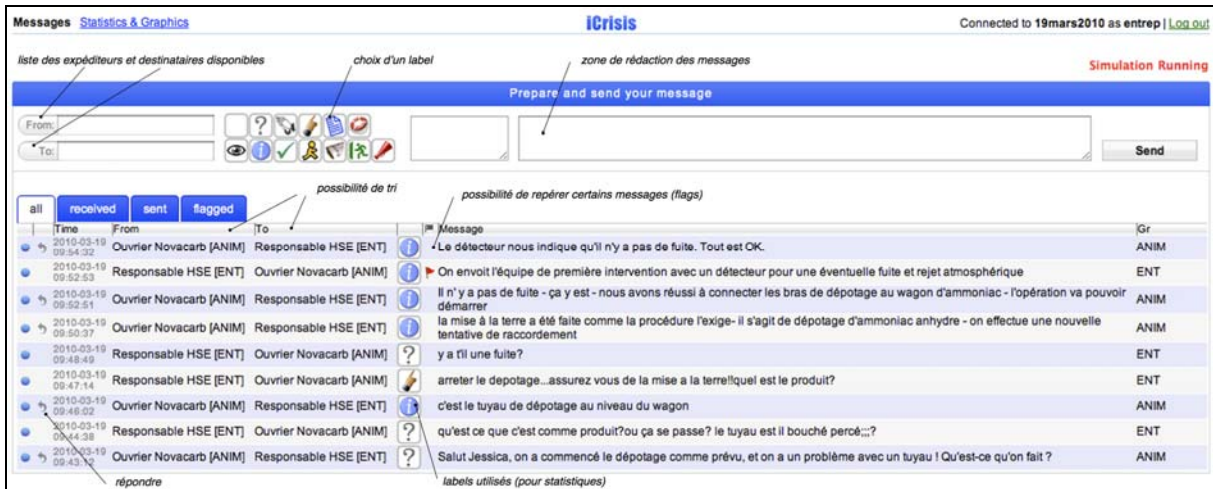 Messages Statistics & Graphics
iCrisis
Connected to 19mars2010 as entrep | Log out
liste des expéditeurs et destinataires disponibles
choix d'un label
zone de rédaction des messages
Simulation Running
Prepare and send your message
From:
To:
Send
possibilité de tri
possibilité de repérer certains messages (flags)
all received sent flagged
Time From To Message Gr
2010-03-19 09:54:32 Ouvrier Novacarb [ANIM] Responsable HSE [ENT] Le détecteur nous indique qu'il n'y a pas de fuite. Tout est OK. ANIM
2010-03-19 09:52:53 Responsable HSE [ENT] Ouvrier Novacarb [ANIM] On envoit l'équipe de première intervention avec un détecteur pour une éventuelle fuite et rejet atmosphérique ENT
2010-03-19 09:52:51 Ouvrier Novacarb [ANIM] Responsable HSE [ENT] Il n' y a pas de fuite - ça y est - nous avons réussi à connecter les bras de dépotage au wagon d'ammoniac - l'opération va pouvoir démarrer ANIM
2010-03-19 09:50:37 Ouvrier Novacarb [ANIM] Responsable HSE [ENT] la mise à la terre a été faite comme la procédure l'exige- il s'agit de dépotage d'ammoniac anhydre - on effectue une nouvelle tentative de raccordement ANIM
2010-03-19 09:48:49 Responsable HSE [ENT] Ouvrier Novacarb [ANIM] y a t'il une fuite? ENT
2010-03-19 09:47:14 Responsable HSE [ENT] Ouvrier Novacarb [ANIM] arreter le depotage...assurez vous de la mise a la terre!!quel est le produit? ENT
2010-03-19 09:46:02 Ouvrier Novacarb [ANIM] Responsable HSE [ENT] c'est le tuyau de dépotage au niveau du wagon ANIM
2010-03-19 09:44:38 Responsable HSE [ENT] Ouvrier Novacarb [ANIM] qu'est ce que c'est comme produit?ou ça se passe? le tuyau est il bouché percé;;;? ENT
2010-03-19 09:43:12 Ouvrier Novacarb [ANIM] Responsable HSE [ENT] Salut Jessica, on a commencé le dépotage comme prévu, et on a un problème avec un tuyau ! Qu'est-ce qu'on fait ? ANIM
répondre
labels utilisés (pour statistiques)